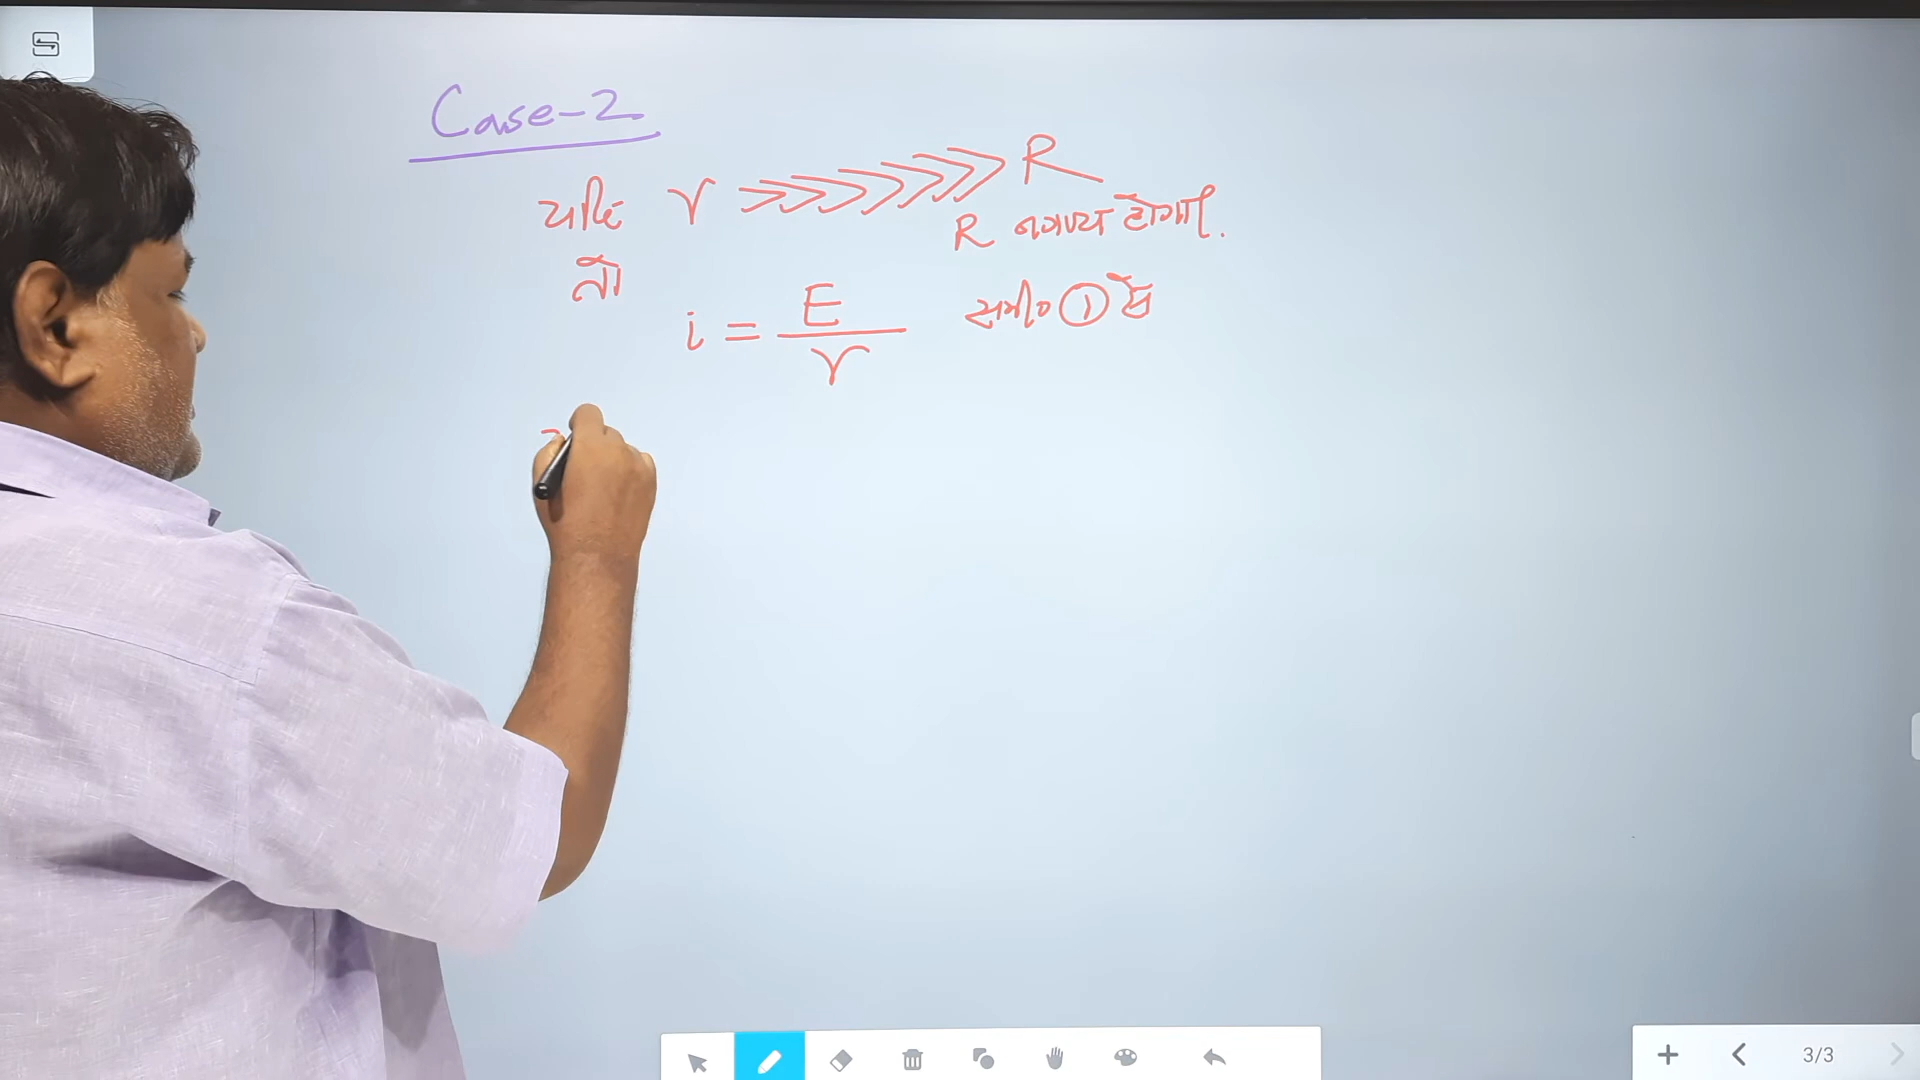 Case-2
यदि r >>>>>>> R
R नगण्य होगा.
तो
i = E / r समी० ① से
3/3